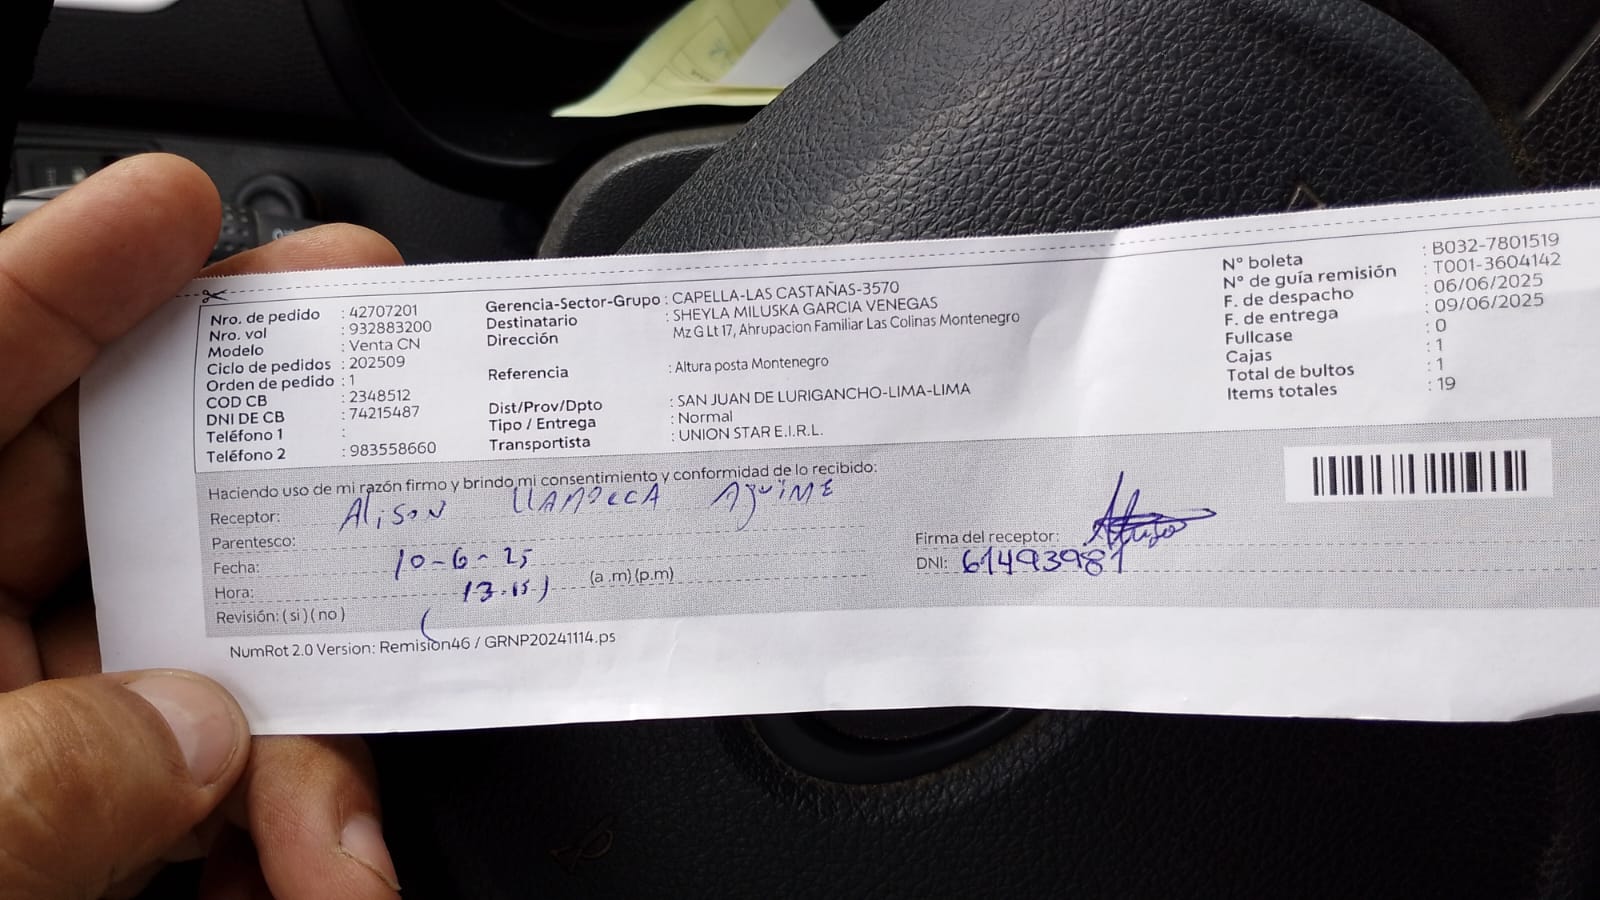 Nro. de pedido : 42707201
Nro. vol : 932883200
Modelo : Venta CN
Ciclo de pedidos : 202509
Orden de pedido : 1
COD CB : 2348512
DNI DE CB : 74215487
Teléfono 1 :
Teléfono 2 : 983558660
Gerencia-Sector-Grupo : CAPELLA-LAS CASTAÑAS-3570
Destinatario : SHEYLA MILUSKA GARCIA VENEGAS
Dirección Mz G Lt 17, Ahrupacion Familiar Las Colinas Montenegro
Referencia : Altura posta Montenegro
Dist/Prov/Dpto : SAN JUAN DE LURIGANCHO-LIMA-LIMA
Tipo / Entrega : Normal
Transportista : UNION STAR E.I.R.L.
N° boleta : B032-7801519
N° de guía remisión : T001-3604142
F. de despacho : 06/06/2025
F. de entrega : 09/06/2025
Fullcase : 0
Cajas : 1
Total de bultos : 1
Items totales : 19
Haciendo uso de mi razón firmo y brindo mi consentimiento y conformidad de lo recibido:
Receptor: Alison
Parentesco:
Fecha: 10-6-25
Hora: 13.15 (a .m) (p.m)
Revisión: ( si ) ( no )
Firma del receptor:
DNI: 61493981
NumRot 2.0 Version: Remision46 / GRNP20241114.ps